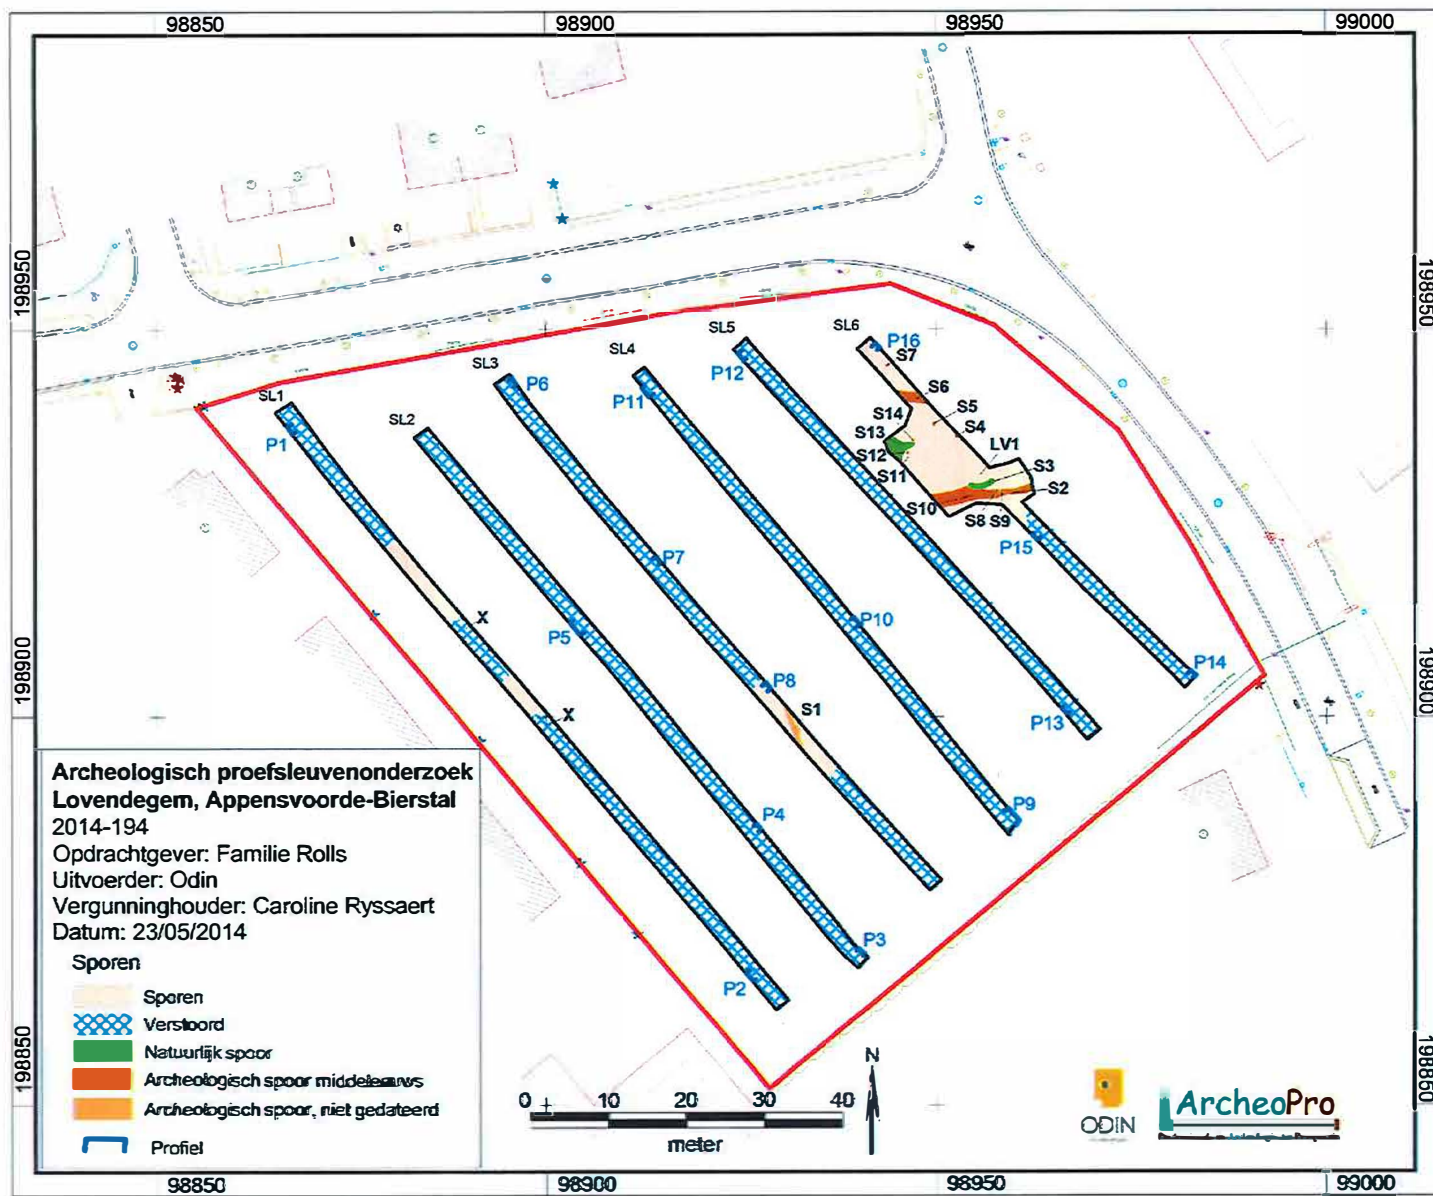 98850 98900 98950 99000
198950 198950
SL5 SL6
P16
S7
SL4
SL3
P12
P6
S6
SL1
P11
S14 S5
SL2
S13 S4
P1
LV1
S12
S3
S11
S2
S10
S8 S9
P15
P7
X
P10
P5
P14
198900 198900
P8
S1
X
P13
Archeologisch proefsleuvenonderzoek
Lovendegem, Appensvoorde-Bierstal
2014-194
Opdrachtgever: Familie Rolls
Uitvoerder: Odin
Vergunninghouder: Caroline Ryssaert
Datum: 23/05/2014
P9
P4
P3
P2
Sporen
Sporen
Verstoord
Natuurlijk spoor
Archeologisch spoor middeleeuws
Archeologisch spoor, niet gedateerd
Profiel
198850 198850
N
0 10 20 30 40
meter
ODIN
ArcheoPro
98850 98900 98950 99000